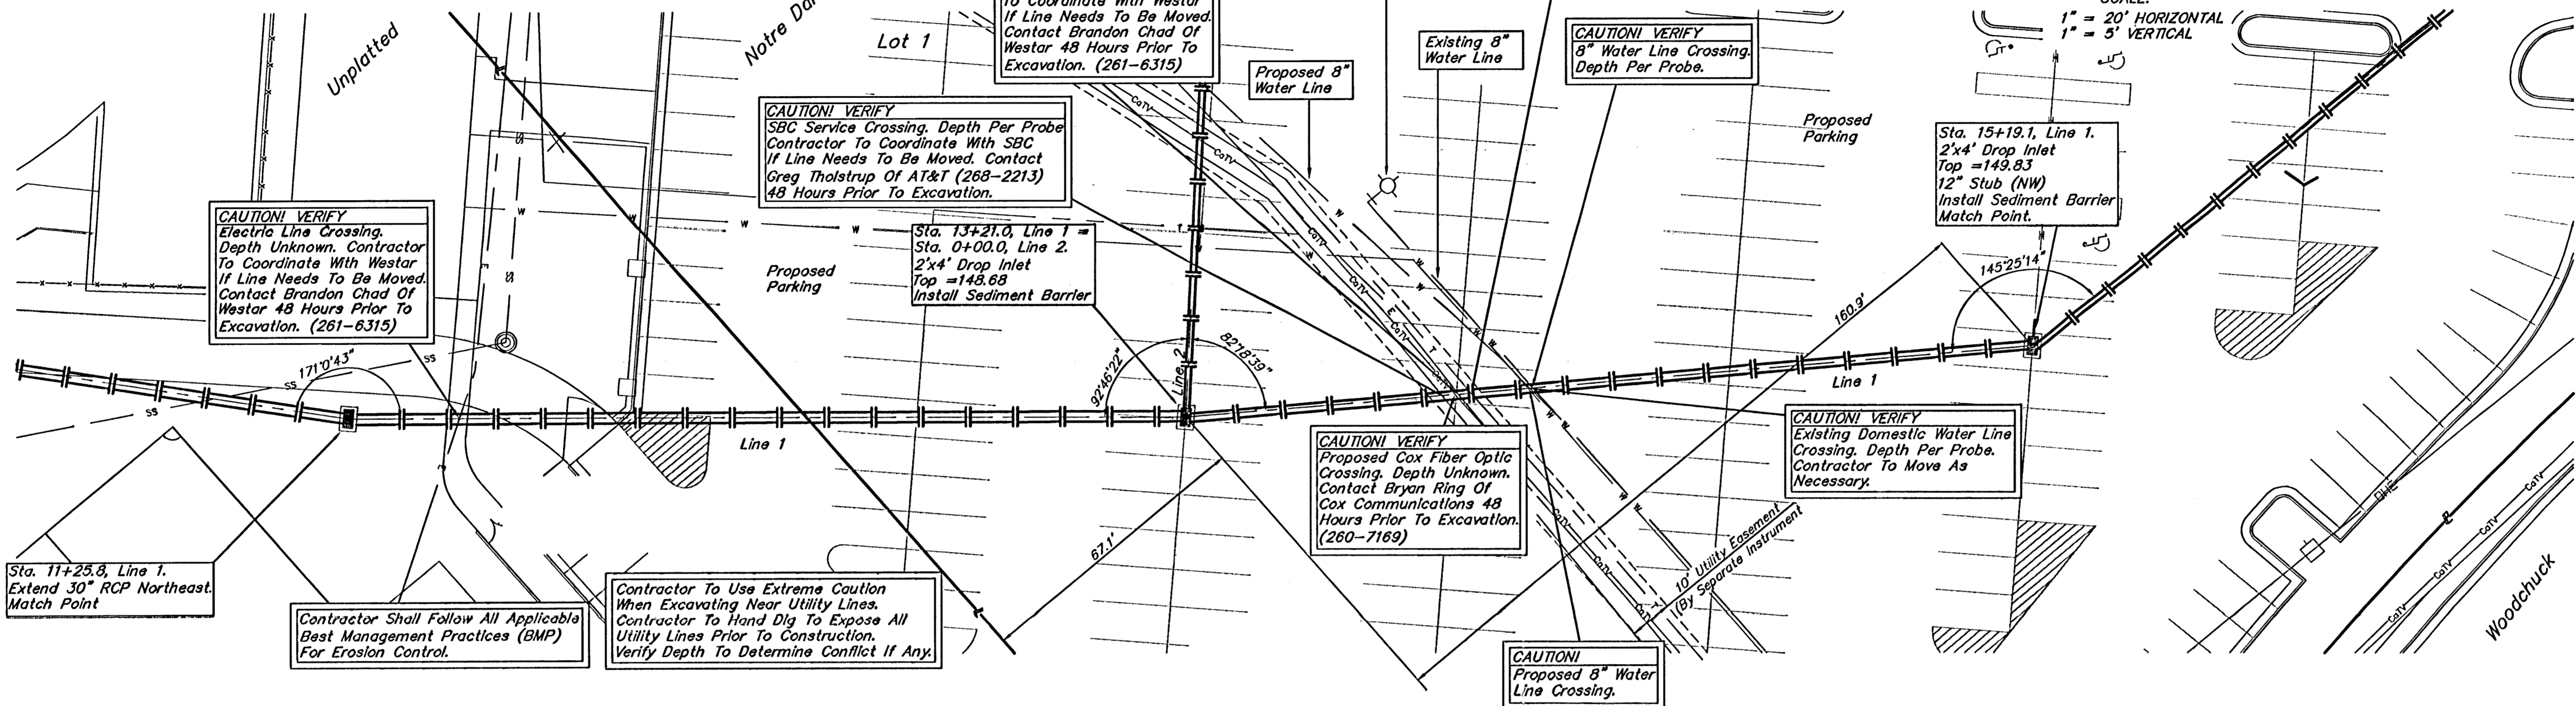 Unplatted
Notre Da
Lot 1
To Coordinate With Westar
If Line Needs To Be Moved.
Contact Brandon Chad Of
Westar 48 Hours Prior To
Excavation. (261-6315)
Proposed 8"
Water Line
Existing 8"
Water Line
CAUTION! VERIFY
8" Water Line Crossing.
Depth Per Probe.
SCALE:
1" = 20' HORIZONTAL
1" = 5' VERTICAL
CAUTION! VERIFY
SBC Service Crossing. Depth Per Probe
Contractor To Coordinate With SBC
If Line Needs To Be Moved. Contact
Greg Tholstrup Of AT&T (268-2213)
48 Hours Prior To Excavation.
Proposed
Parking
Sta. 15+19.1, Line 1.
2'x4' Drop Inlet
Top =149.83
12" Stub (NW)
Install Sediment Barrier
Match Point.
CAUTION! VERIFY
Electric Line Crossing.
Depth Unknown. Contractor
To Coordinate With Westar
If Line Needs To Be Moved.
Contact Brandon Chad Of
Westar 48 Hours Prior To
Excavation. (261-6315)
Proposed
Parking
Sta. 13+21.0, Line 1 =
Sta. 0+00.0, Line 2.
2'x4' Drop Inlet
Top =148.68
Install Sediment Barrier
171°0'43"
92°46'22"
Line 2
82°18'39"
160.9'
145°25'14"
Line 1
Line 1
67.1'
CAUTION! VERIFY
Proposed Cox Fiber Optic
Crossing. Depth Unknown.
Contact Bryan Ring Of
Cox Communications 48
Hours Prior To Excavation.
(260-7169)
CAUTION! VERIFY
Existing Domestic Water Line
Crossing. Depth Per Probe.
Contractor To Move As
Necessary.
10' Utility Easement
(By Separate Instrument
OHE
CaTV
CaTV
CaTV
Woodchuck
Sta. 11+25.8, Line 1.
Extend 30" RCP Northeast.
Match Point
Contractor Shall Follow All Applicable
Best Management Practices (BMP)
For Erosion Control.
Contractor To Use Extreme Caution
When Excavating Near Utility Lines.
Contractor To Hand Dig To Expose All
Utility Lines Prior To Construction.
Verify Depth To Determine Conflict If Any.
CAUTION!
Proposed 8" Water
Line Crossing.